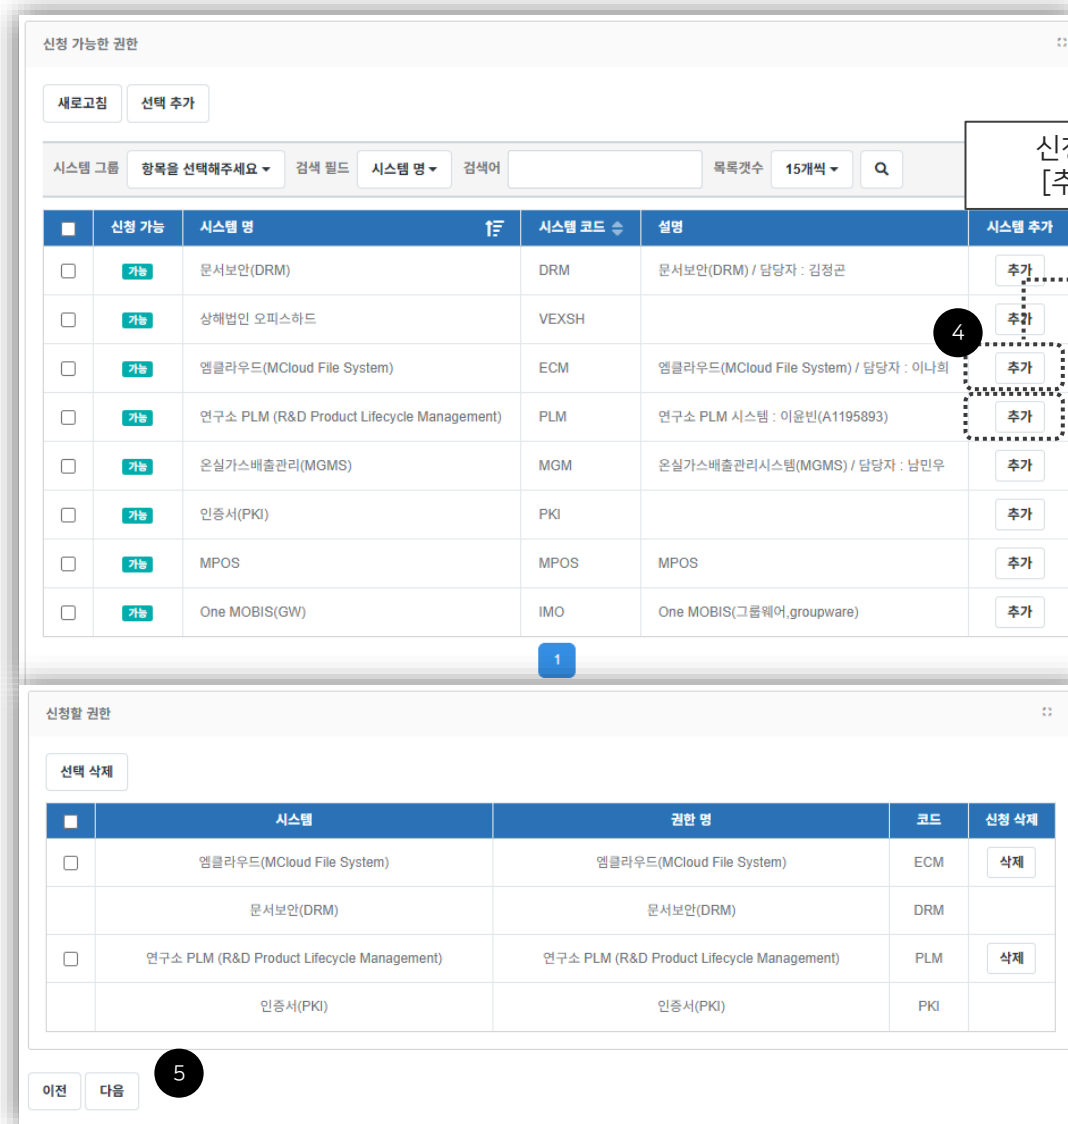 신청 가능한 권한
새로고침 선택 추가
시스템 그룹 항목을 선택해주세요 검색 필드 시스템 명 검색어 목록갯수 15개씩
신청
[추
신청 가능 시스템 명 시스템 코드 설명 시스템 추가
가능 문서보안(DRM) DRM 문서보안(DRM) / 담당자 : 김정곤 추가
가능 상해법인 오피스하드 VEXSH 추가
4
가능 엠클라우드(MCloud File System) ECM 엠클라우드(MCloud File System) / 담당자 : 이나희 추가
가능 연구소 PLM (R&D Product Lifecycle Management) PLM 연구소 PLM 시스템 : 이윤빈(A1195893) 추가
가능 온실가스배출관리(MGMS) MGM 온실가스배출관리시스템(MGMS) / 담당자 : 남민우 추가
가능 인증서(PKI) PKI 추가
가능 MPOS MPOS MPOS 추가
가능 One MOBIS(GW) IMO One MOBIS(그룹웨어,groupware) 추가
1
신청할 권한
선택 삭제
시스템 권한 명 코드 신청 삭제
엠클라우드(MCloud File System) 엠클라우드(MCloud File System) ECM 삭제
문서보안(DRM) 문서보안(DRM) DRM
연구소 PLM (R&D Product Lifecycle Management) 연구소 PLM (R&D Product Lifecycle Management) PLM 삭제
인증서(PKI) 인증서(PKI) PKI
이전 다음 5